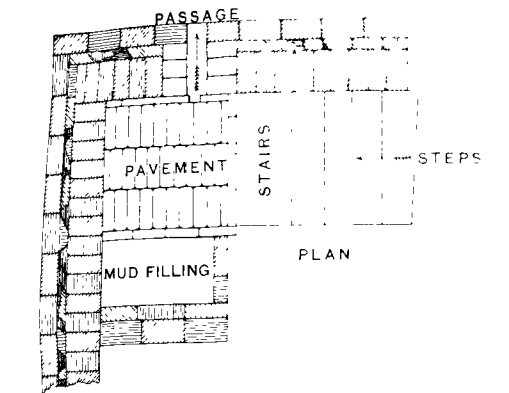 PASSAGE
STAIRS
STEPS
PAVEMENT
PLAN
MUD FILLING